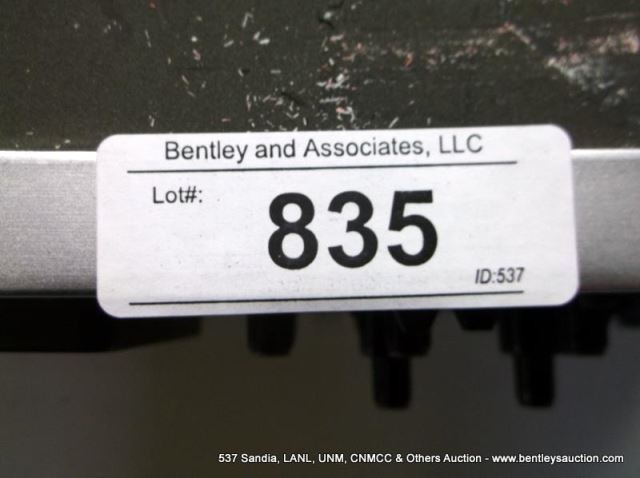 Bentley and Associates, LLC
Lot#:
835
ID:537
537 Sandia, LANL, UNM, CNMCC & Others Auction - www.bentleysauction.com